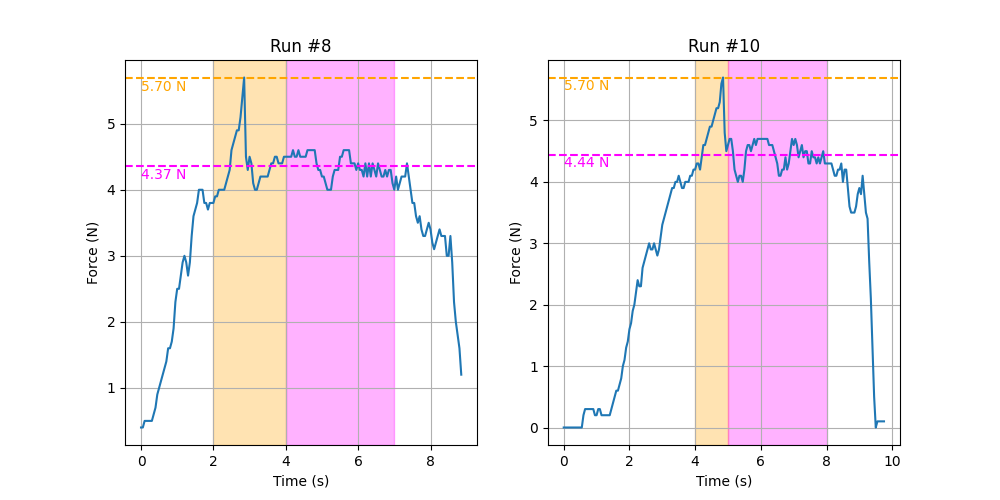 Run #8
5.70 N
4.37 N
5
4
3
2
1
0 2 4 6 8
Force (N)
Time (s)
Run #10
5.70 N
4.44 N
5
4
3
2
1
0
0 2 4 6 8 10
Force (N)
Time (s)